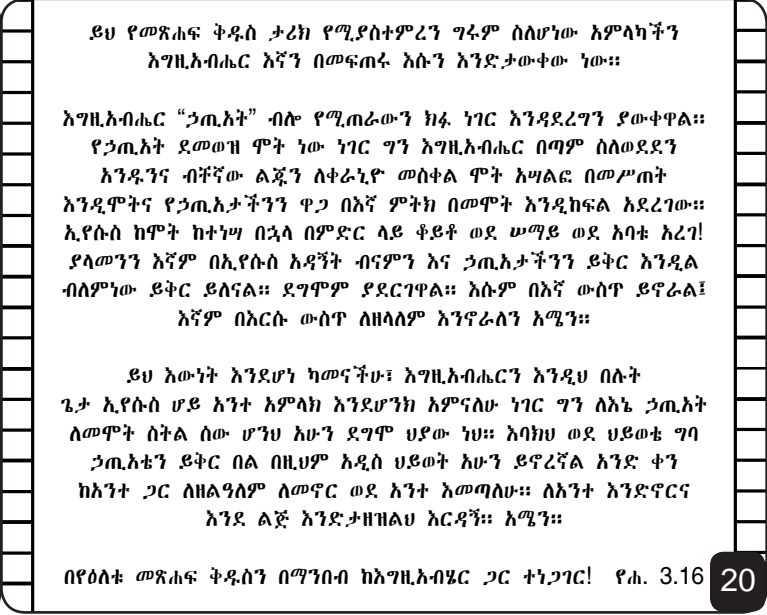 ይህ የመጽሐፍ ቅዱስ ታሪክ የሚያስተምረን ግሩም ስለሆነው አምላካችን
እግዚአብሔር እኛን በመፍጠሩ እሱን እንድታውቀው ነው።
እግዚአብሔር “ኃጢአት” ብሎ የሚጠራውን ክፉ ነገር እንዳደረግን ያውቀዋል።
የኃጢአት ደመወዝ ሞት ነው ነገር ግን እግዚአብሔር በጣም ስለወደደን
አንዱንና ብቸኛው ልጁን ለቀራኒዮ መስቀል ሞት አሣልፎ በመሥጠት
እንዲሞትና የኃጢአታችንን ዋጋ በእኛ ምትክ በመሞት እንዲከፍል አደረገው።
ኢየሱስ ከሞት ከተነሣ በኋላ በምድር ላይ ቆይቶ ወደ ሠማይ ወደ አባቱ አረገ!
ያላመንን እኛም በኢየሱስ አዳኝት ብናምን እና ኃጢአታችንን ይቅር እንዲል
ብለምነው ይቅር ይለናል። ደግሞም ያደርገዋል። እሱም በእኛ ውስጥ ይኖራል፤
እኛም በእርሱ ውስጥ ለዘላለም እንኖራለን አሜን።
ይህ እውነት እንደሆነ ካመናችሁ፣ እግዚአብሔርን እንዲህ በሉት
ጌታ ኢየሱስ ሆይ አንተ አምላክ እንደሆንክ አምናለሁ ነገር ግን ለእኔ ኃጢአት
ለመሞት ስትል ሰው ሆንህ አሁን ደግሞ ህያው ነህ። እባክህ ወደ ህይወቴ ግባ
ኃጢአቴን ይቅር በል በዚህም አዲስ ህይወት አሁን ይኖረኛል አንድ ቀን
ከአንተ ጋር ለዘልዓለም ለመኖር ወደ አንተ እመጣለሁ። ለአንተ እንድኖርና
እንደ ልጅ እንድታዘዝልህ እርዳኝ። አሜን።
በየዕለቱ መጽሐፍ ቅዱስን በማንበብ ከእግዚአብሄር ጋር ተነጋገር! የሐ. 3.16
20